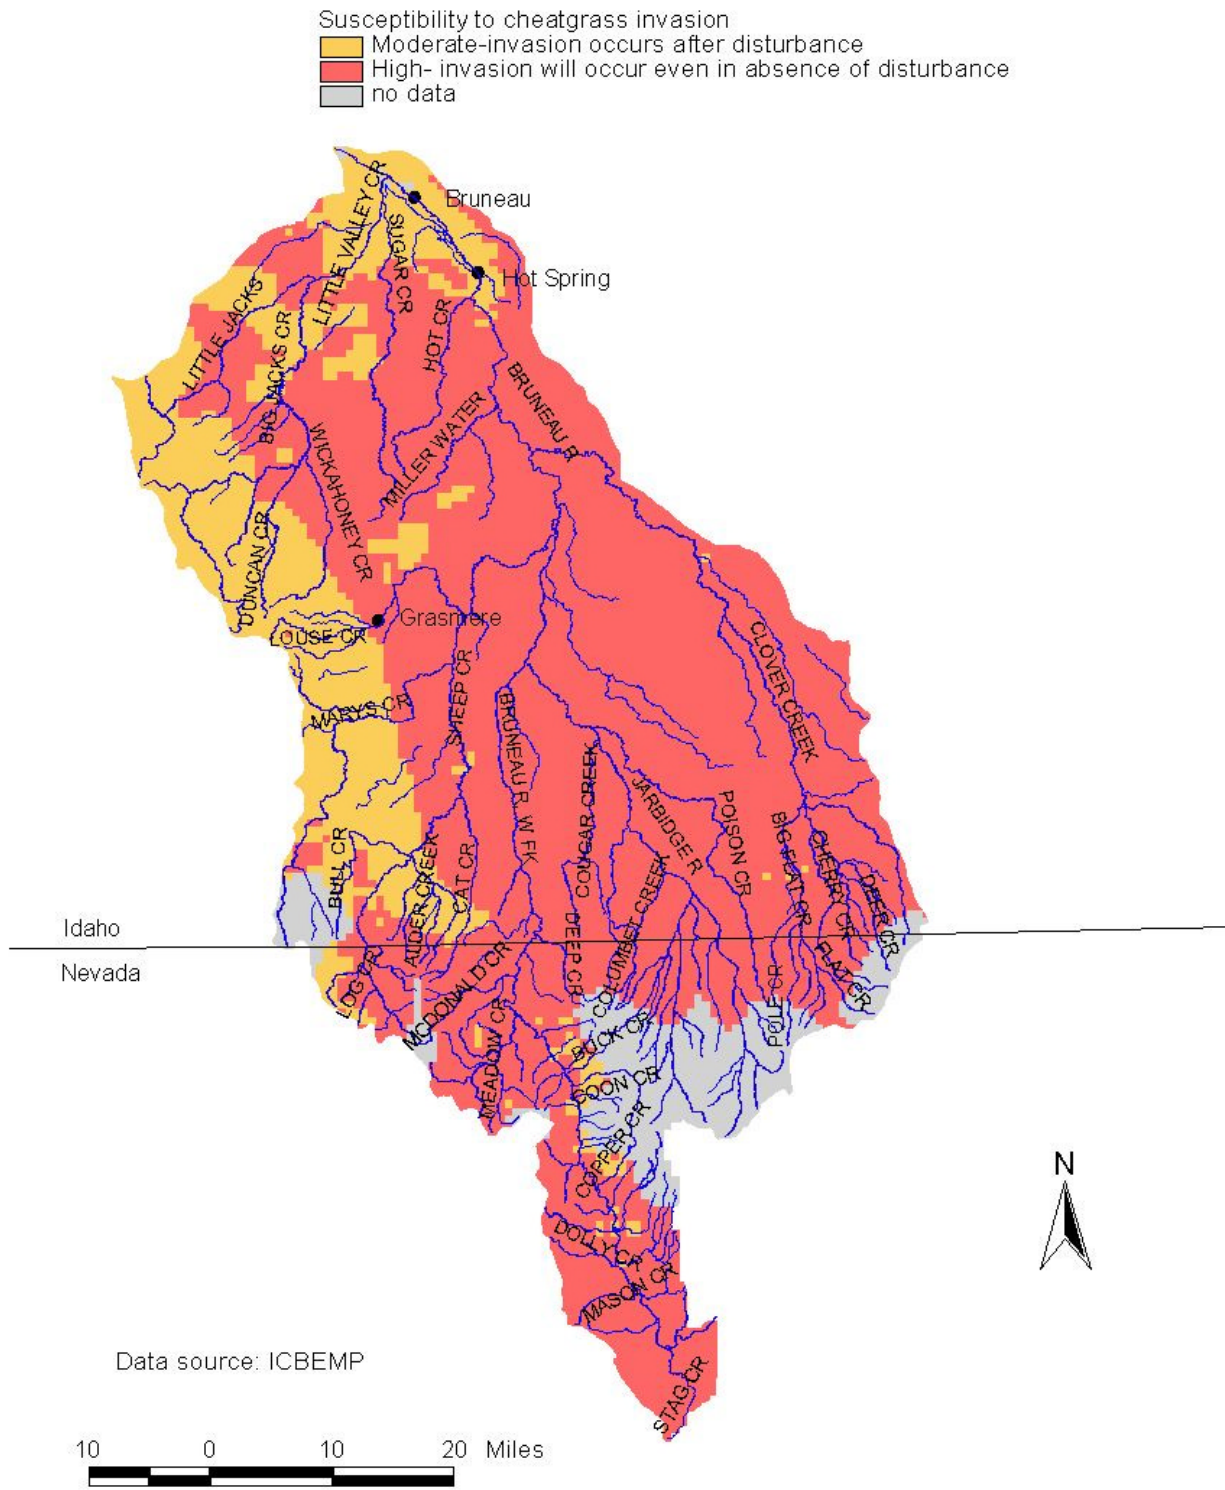 Susceptibility to cheatgrass invasion
Moderate-invasion occurs after disturbance
High- invasion will occur even in absence of disturbance
no data
Bruneau
LITTLE VALLEY CR
SUGAR CR
Hot Spring
LITTLE JACKS
BIG JACKS CR
HOT CR
BRUNEAU R
MILLER WATER
WICKAHONEY CR
DUNCAN CR
Grasmere
LOUSE CR
CLOVER CREEK
SHEEP CR
MARYS CR
BRUNEAU R, W FK
COUGAR CREEK
JARBIDGE R
POISON CR
BIG FLAT CR
CHERRY CR
DEER CR
BULL CR
ALDER CREEK
CAT CR
COLUMBET CREEK
DEEP CR
Idaho
Nevada
MCDONALD CR
FLAT CR
POLE CR
MEADOW CR
BUCK CR
COON CR
COPPER CR
DOLLY CR
MASON CR
STAG CR
N
Data source: ICBEMP
10 0 10 20 Miles